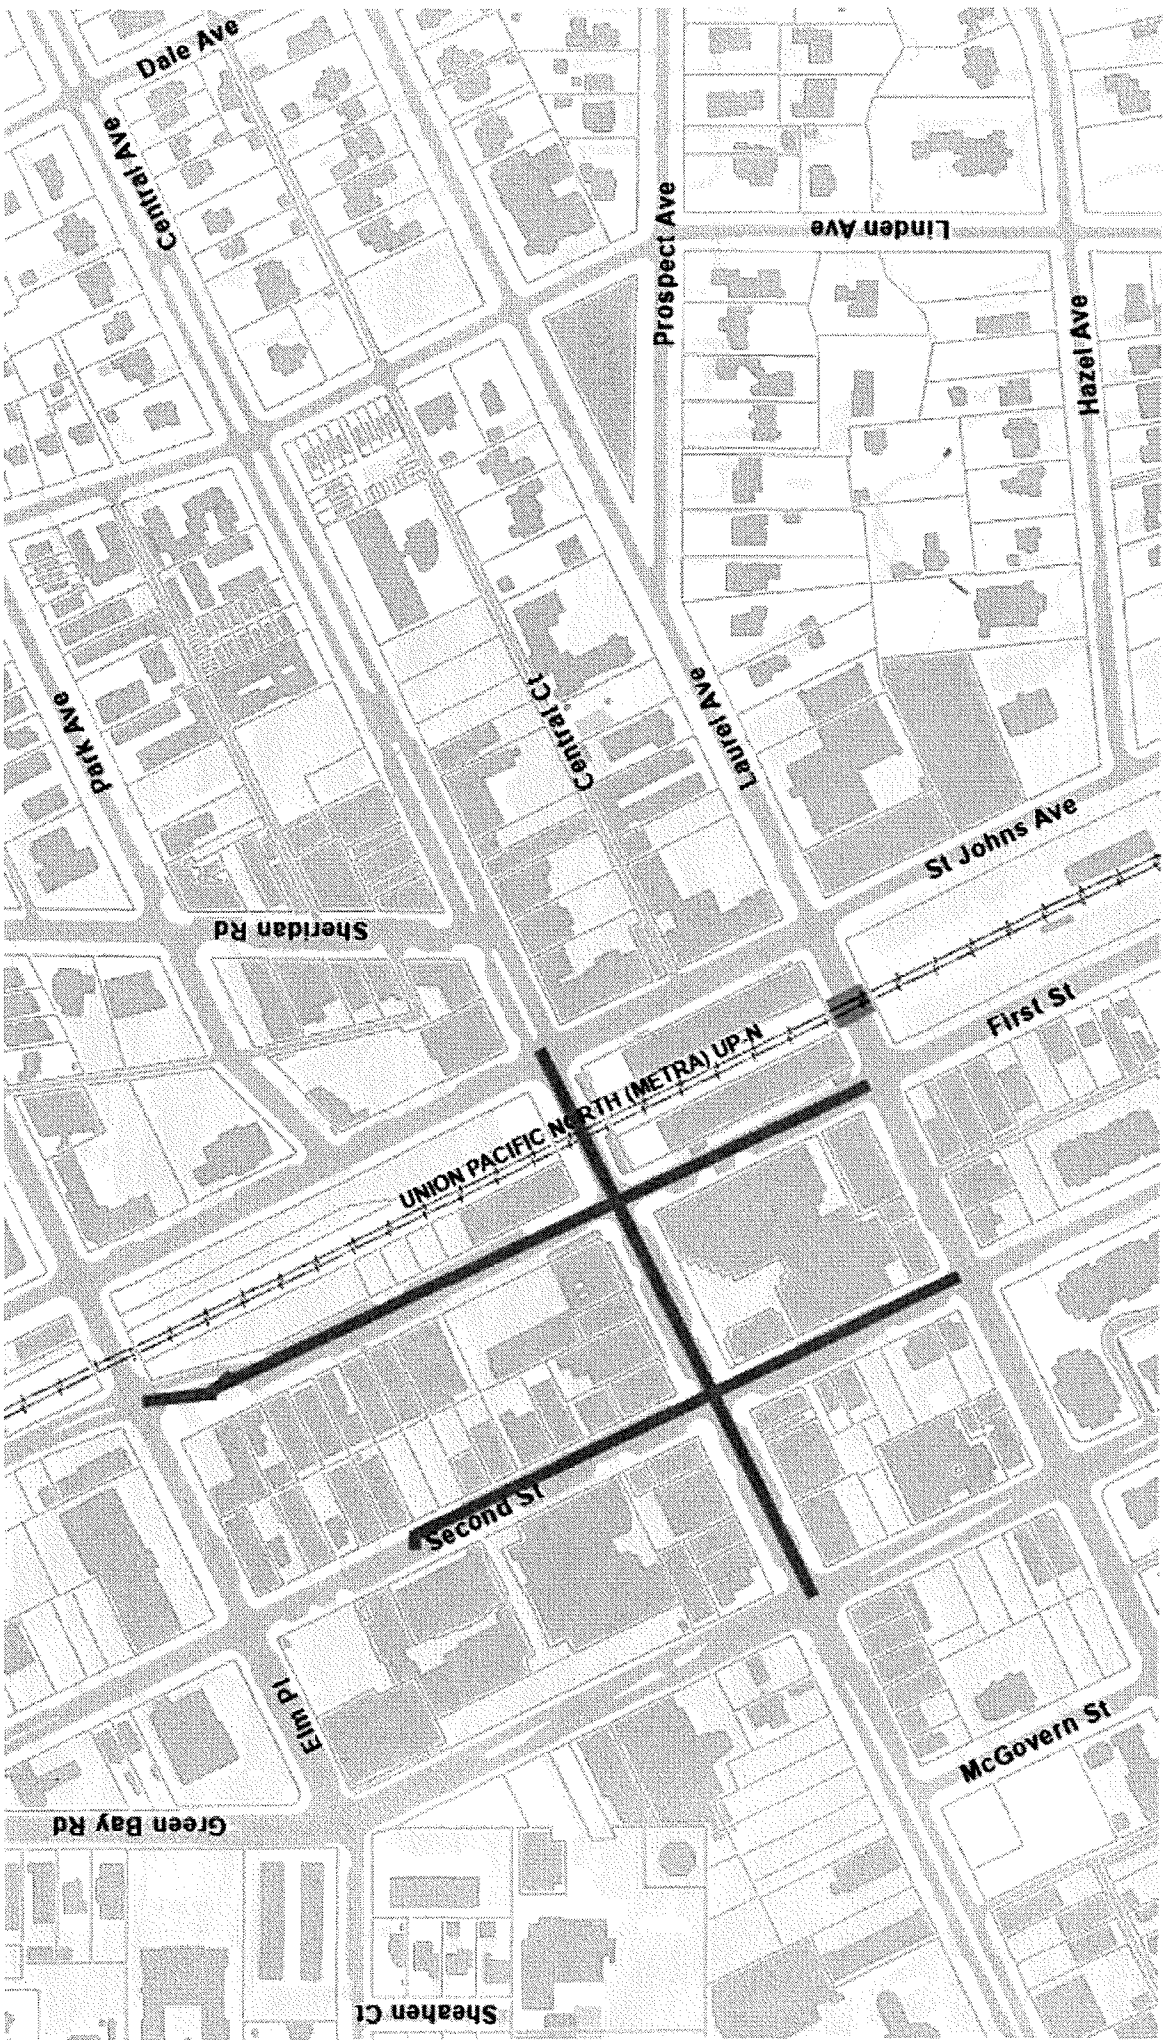 Dale Ave
Central Ave
Prospect Ave
Linden Ave
Hazel Ave
Park Ave
Central Ct
Laurel Ave
St Johns Ave
Sheridan Rd
First St
UNION PACIFIC NORTH (METRA) UP-N
Second St
Elm Pl
McGovern St
Green Bay Rd
Sheahen Ct